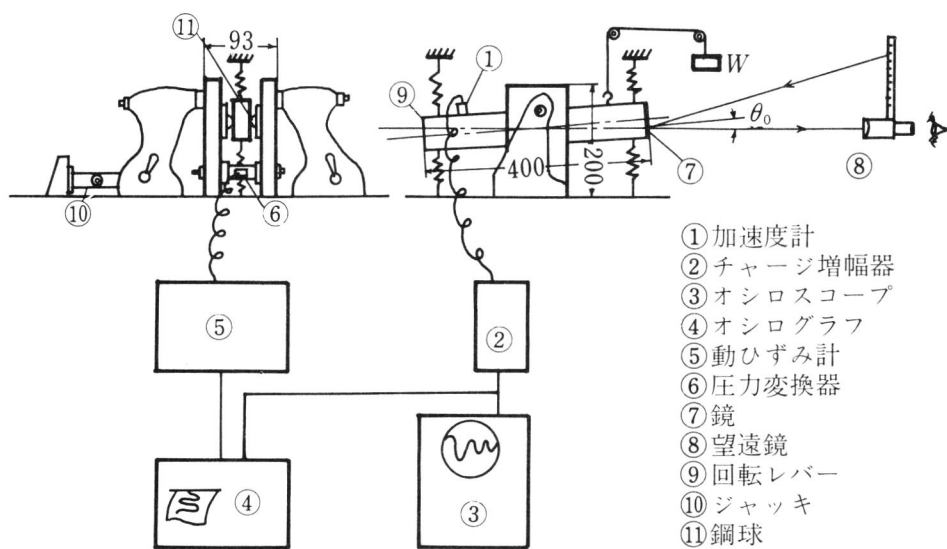 ⑪
93
⑩
⑥
①
⑨
W
θ₀
400
200
⑦
⑧
⑤
②
④
③
①加速度計
②チャージ増幅器
③オシロスコープ
④オシログラフ
⑤動ひずみ計
⑥圧力変換器
⑦鏡
⑧望遠鏡
⑨回転レバー
⑩ジャッキ
⑪鋼球